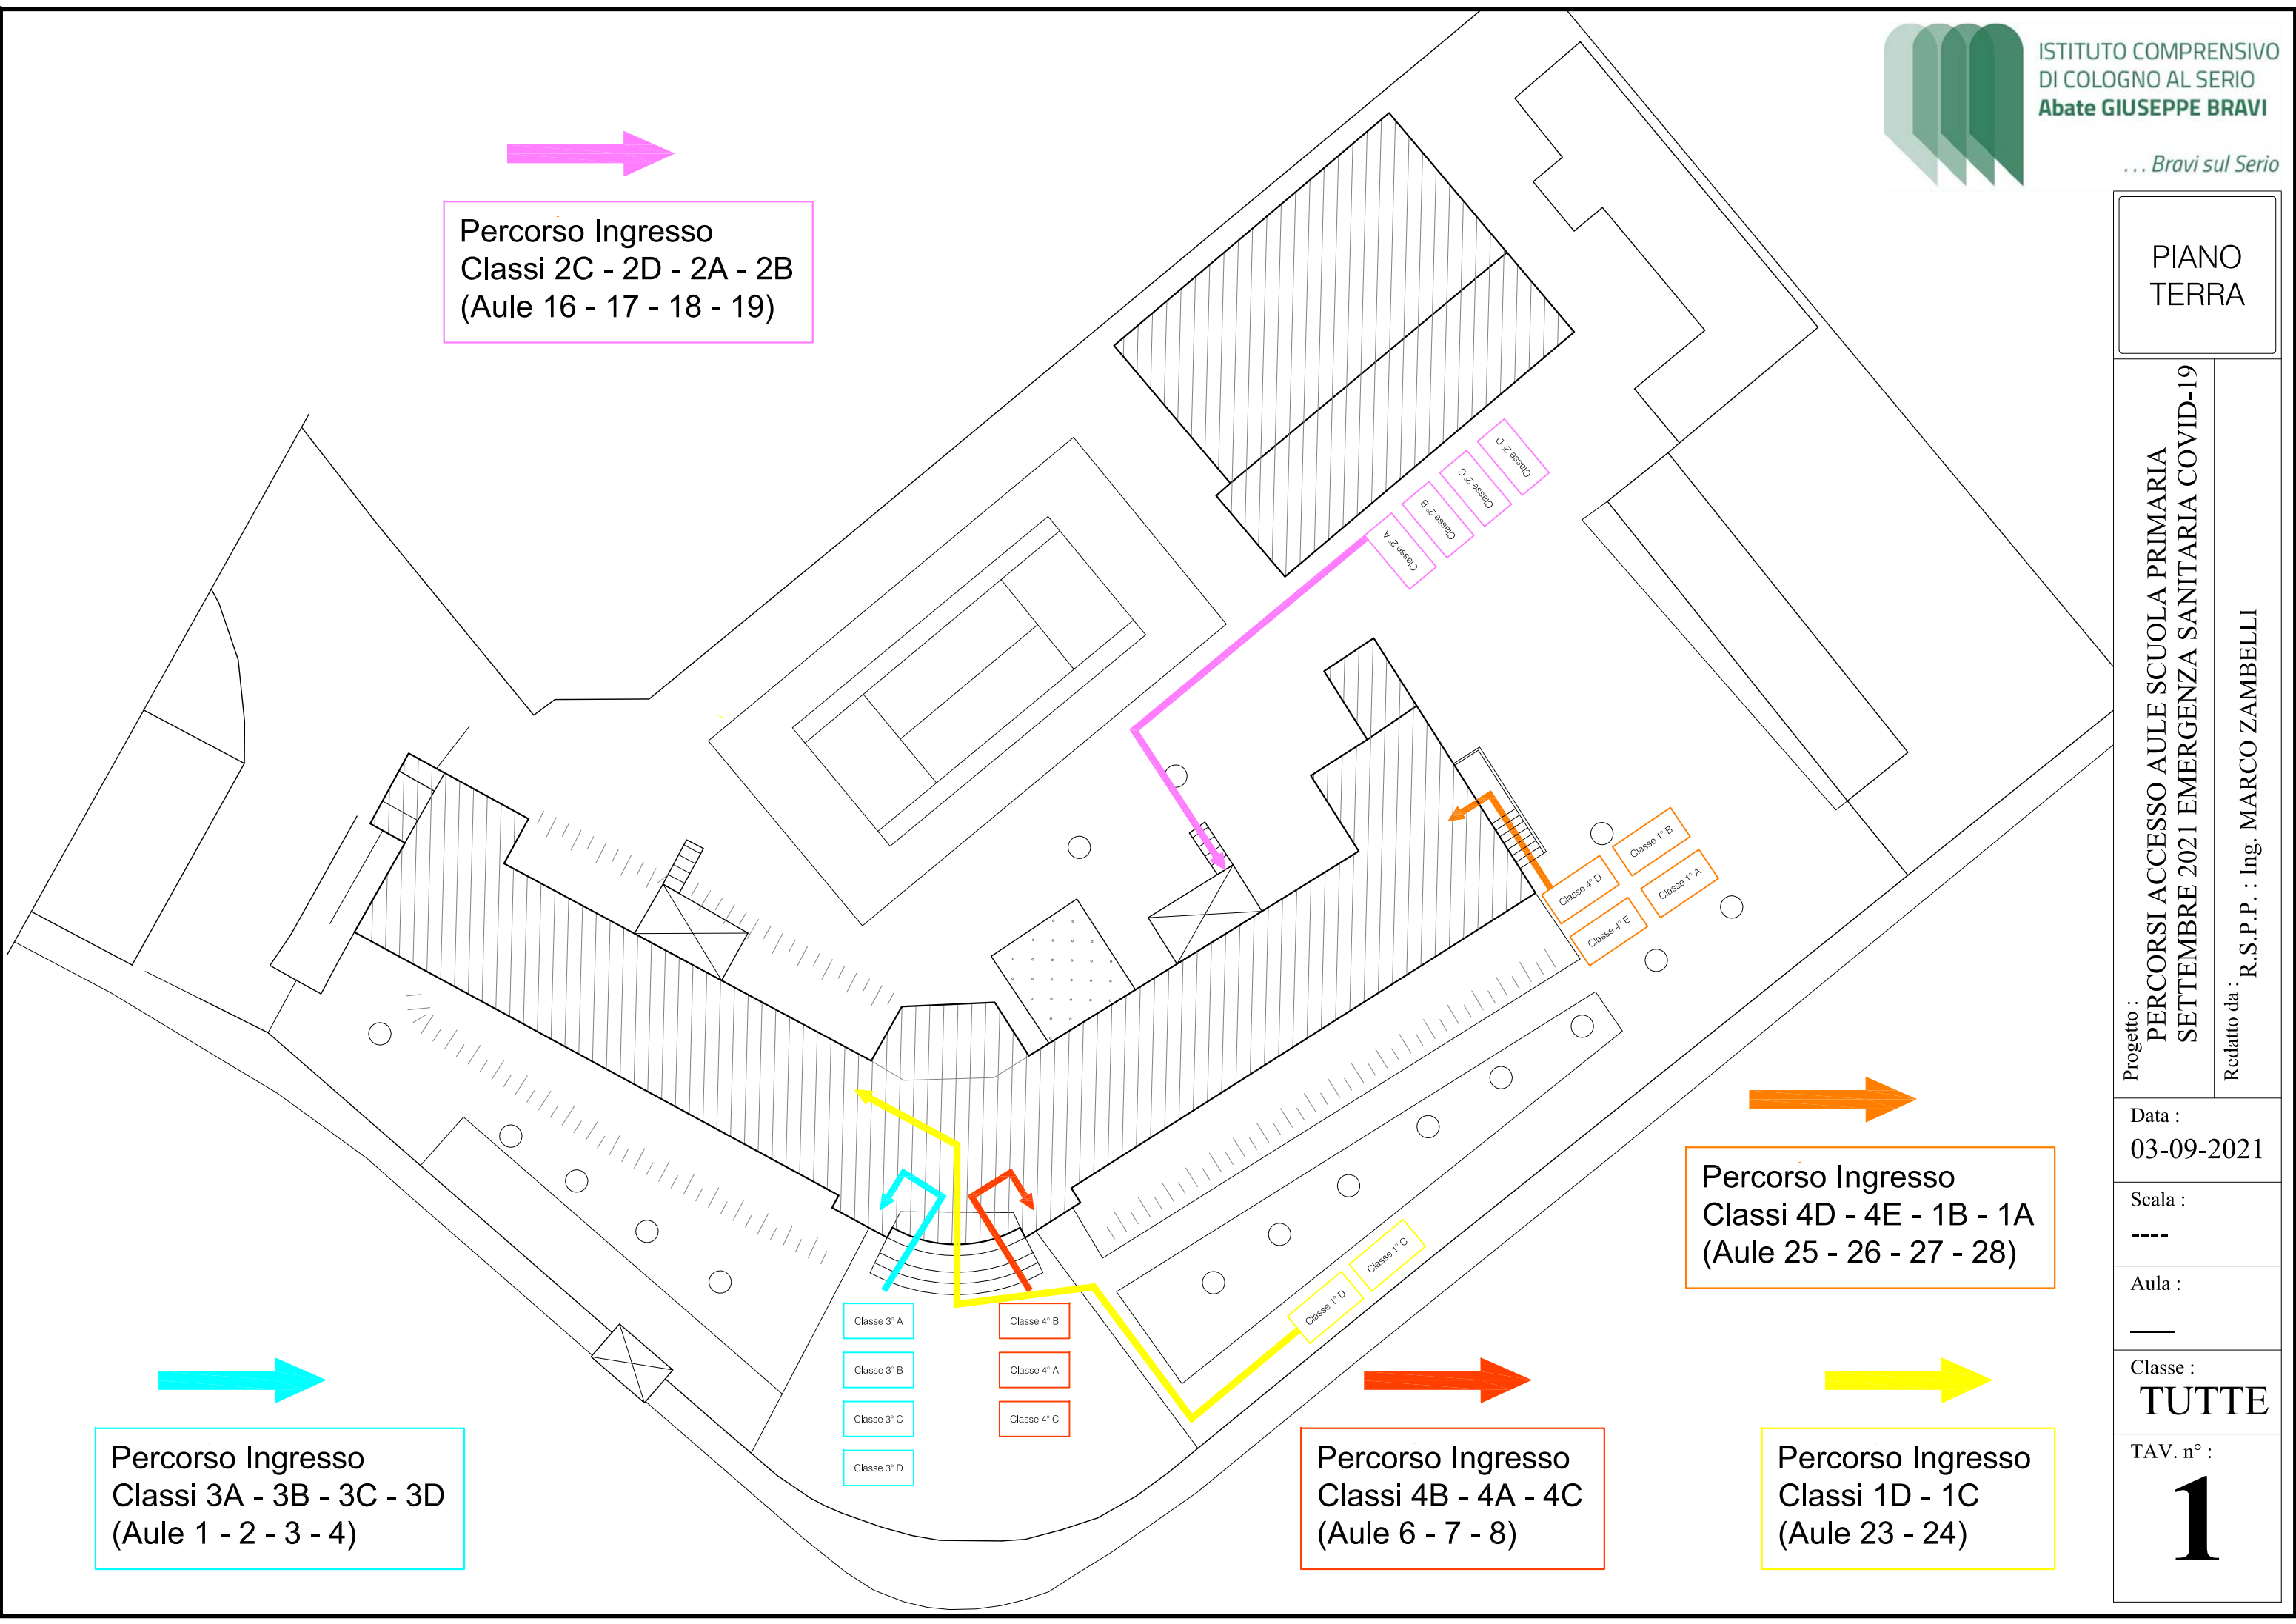 ISTITUTO COMPRENSIVO
DI COLOGNO AL SERIO
Abate GIUSEPPE BRAVI
... Bravi sul Serio
Percorso Ingresso
Classi 2C - 2D - 2A - 2B
(Aule 16 - 17 - 18 - 19)
PIANO
TERRA
Progetto :
PERCORSI ACCESSO AULE SCUOLA PRIMARIA
SETTEMBRE 2021 EMERGENZA SANITARIA COVID-19
Redatto da :
R.S.P.P. : Ing. MARCO ZAMBELLI
Data :
03-09-2021
Scala :
----
Aula :
___
Classe :
TUTTE
TAV. n° :
1
Classe 2° D
Classe 2° C
Classe 2° B
Classe 2° A
Classe 1° B
Classe 4° D
Classe 1° A
Classe 4° E
Percorso Ingresso
Classi 4D - 4E - 1B - 1A
(Aule 25 - 26 - 27 - 28)
Classe 1° C
Classe 1° D
Classe 3° A
Classe 4° B
Classe 3° B
Classe 4° A
Classe 3° C
Classe 4° C
Classe 3° D
Percorso Ingresso
Classi 3A - 3B - 3C - 3D
(Aule 1 - 2 - 3 - 4)
Percorso Ingresso
Classi 4B - 4A - 4C
(Aule 6 - 7 - 8)
Percorso Ingresso
Classi 1D - 1C
(Aule 23 - 24)